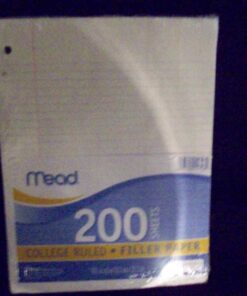 Mead
200 SHEETS
COLLEGE RULED • FILLER PAPER